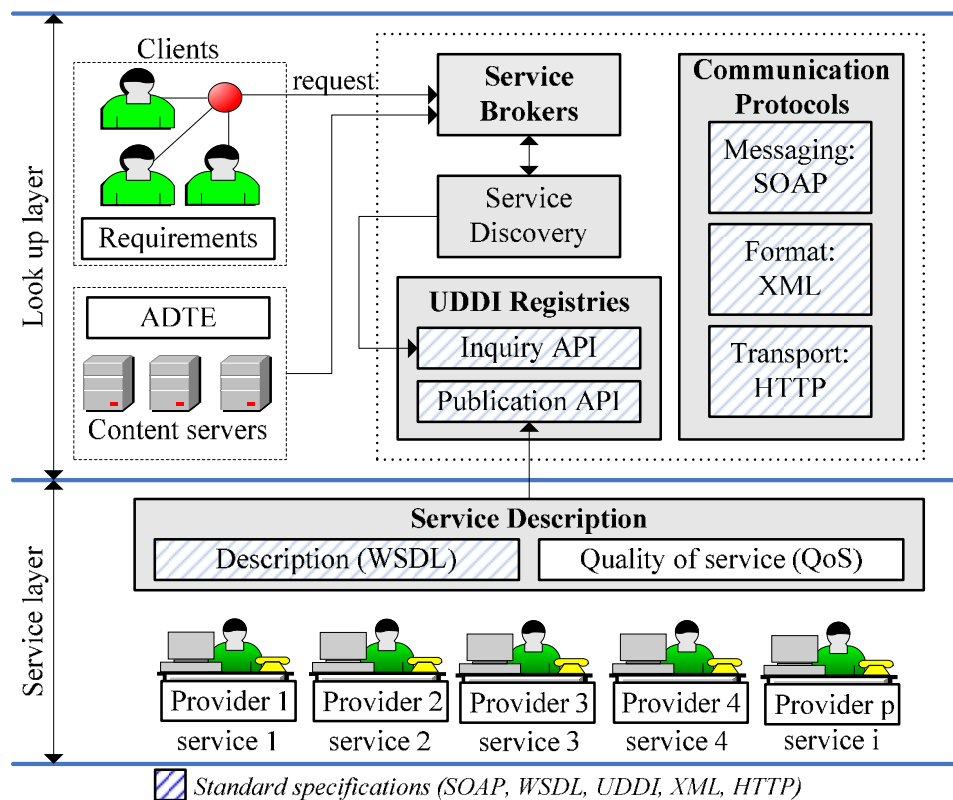 Look up layer
Clients
request
Requirements
ADTE
Content servers
Service
Brokers
Service
Discovery
UDDI Registries
Inquiry API
Publication API
Communication
Protocols
Messaging:
SOAP
Format:
XML
Transport:
HTTP
Service layer
Service Description
Description (WSDL)
Quality of service (QoS)
Provider 1
Provider 2
Provider 3
Provider 4
Provider p
service 1
service 2
service 3
service 4
service i
Standard specifications (SOAP, WSDL, UDDI, XML, HTTP)